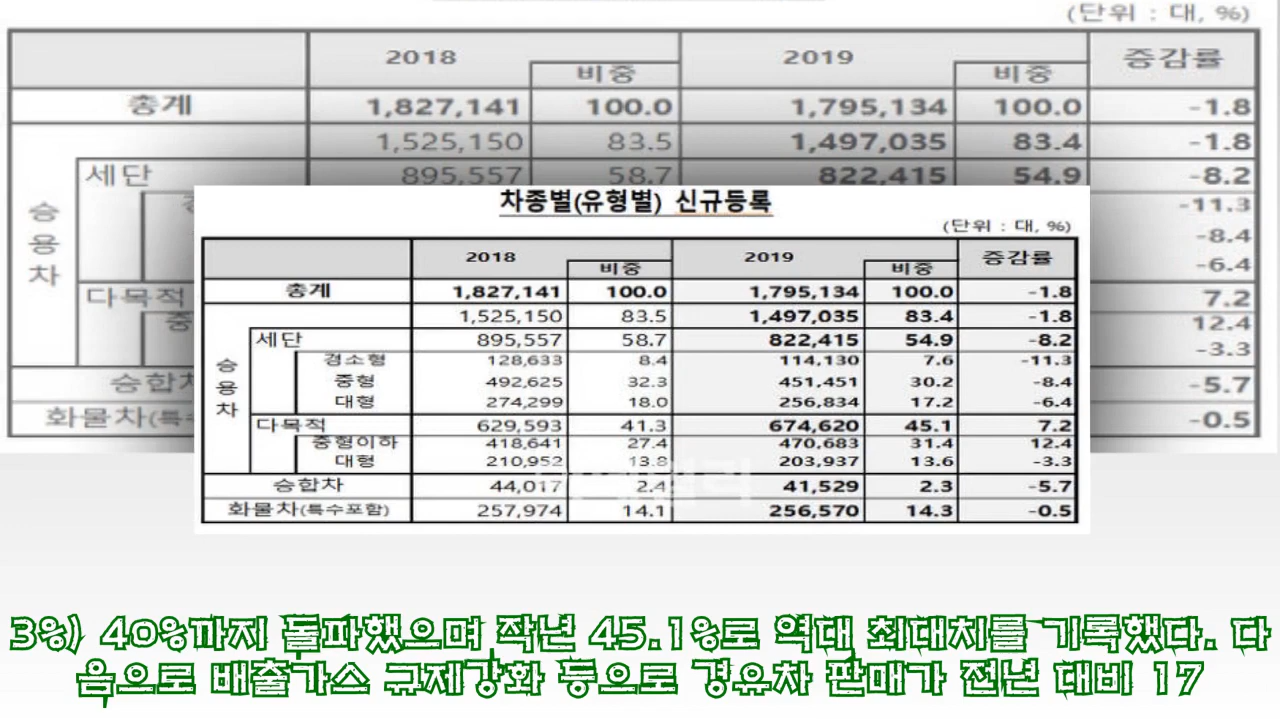 (단위 : 대, %)
2018 2019 증감률
비중 비중
총계 1,827,141 100.0 1,795,134 100.0 -1.8
1,525,150 83.5 1,497,035 83.4 -1.8
세단 895,557 58.7 822,415 54.9 -8.2
-11.3
승 용 차
-8.4
-6.4
다목적 7.2
12.4
-3.3
-5.7
화물차 -0.5
차종별(유형별) 신규등록
(단위 : 대, %)
2018 2019 증감률
비중 비중
총계 1,827,141 100.0 1,795,134 100.0 -1.8
1,525,150 83.5 1,497,035 83.4 -1.8
승 용 차
세단 895,557 58.7 822,415 54.9 -8.2
경소형 128,633 8.4 114,130 7.6 -11.3
중형 492,625 32.3 451,451 30.2 -8.4
대형 274,299 18.0 256,834 17.2 -6.4
다목적 629,593 41.3 674,620 45.1 7.2
중형이하 418,641 27.4 470,683 31.4 12.4
대형 210,952 13.8 203,937 13.6 -3.3
승합차 44,017 2.4 41,529 2.3 -5.7
화물차(특수포함) 257,974 14.1 256,570 14.3 -0.5
3%) 40%까지 돌파했으며 작년 45.1%로 역대 최대치를 기록했다. 다
음으로 배출가스 규제강화 등으로 경유차 판매가 전년 대비 17